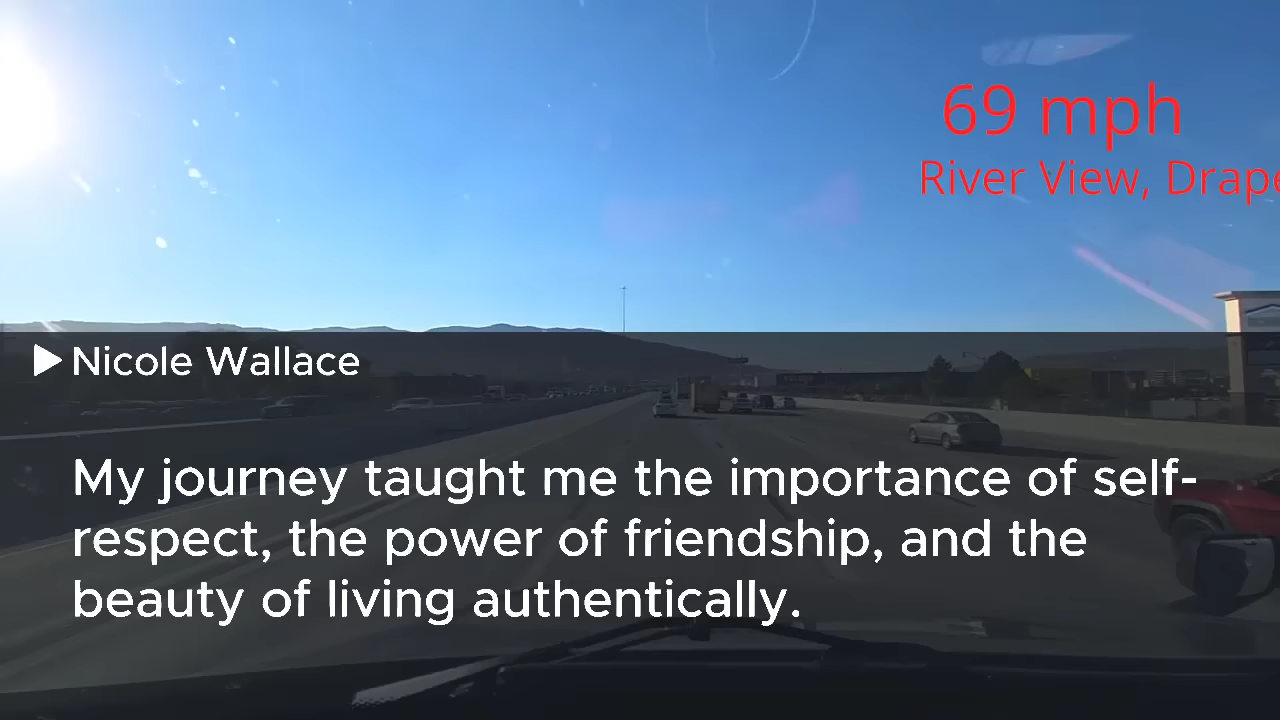 69 mph
River View, Drape
Nicole Wallace
My journey taught me the importance of self-
respect, the power of friendship, and the
beauty of living authentically.